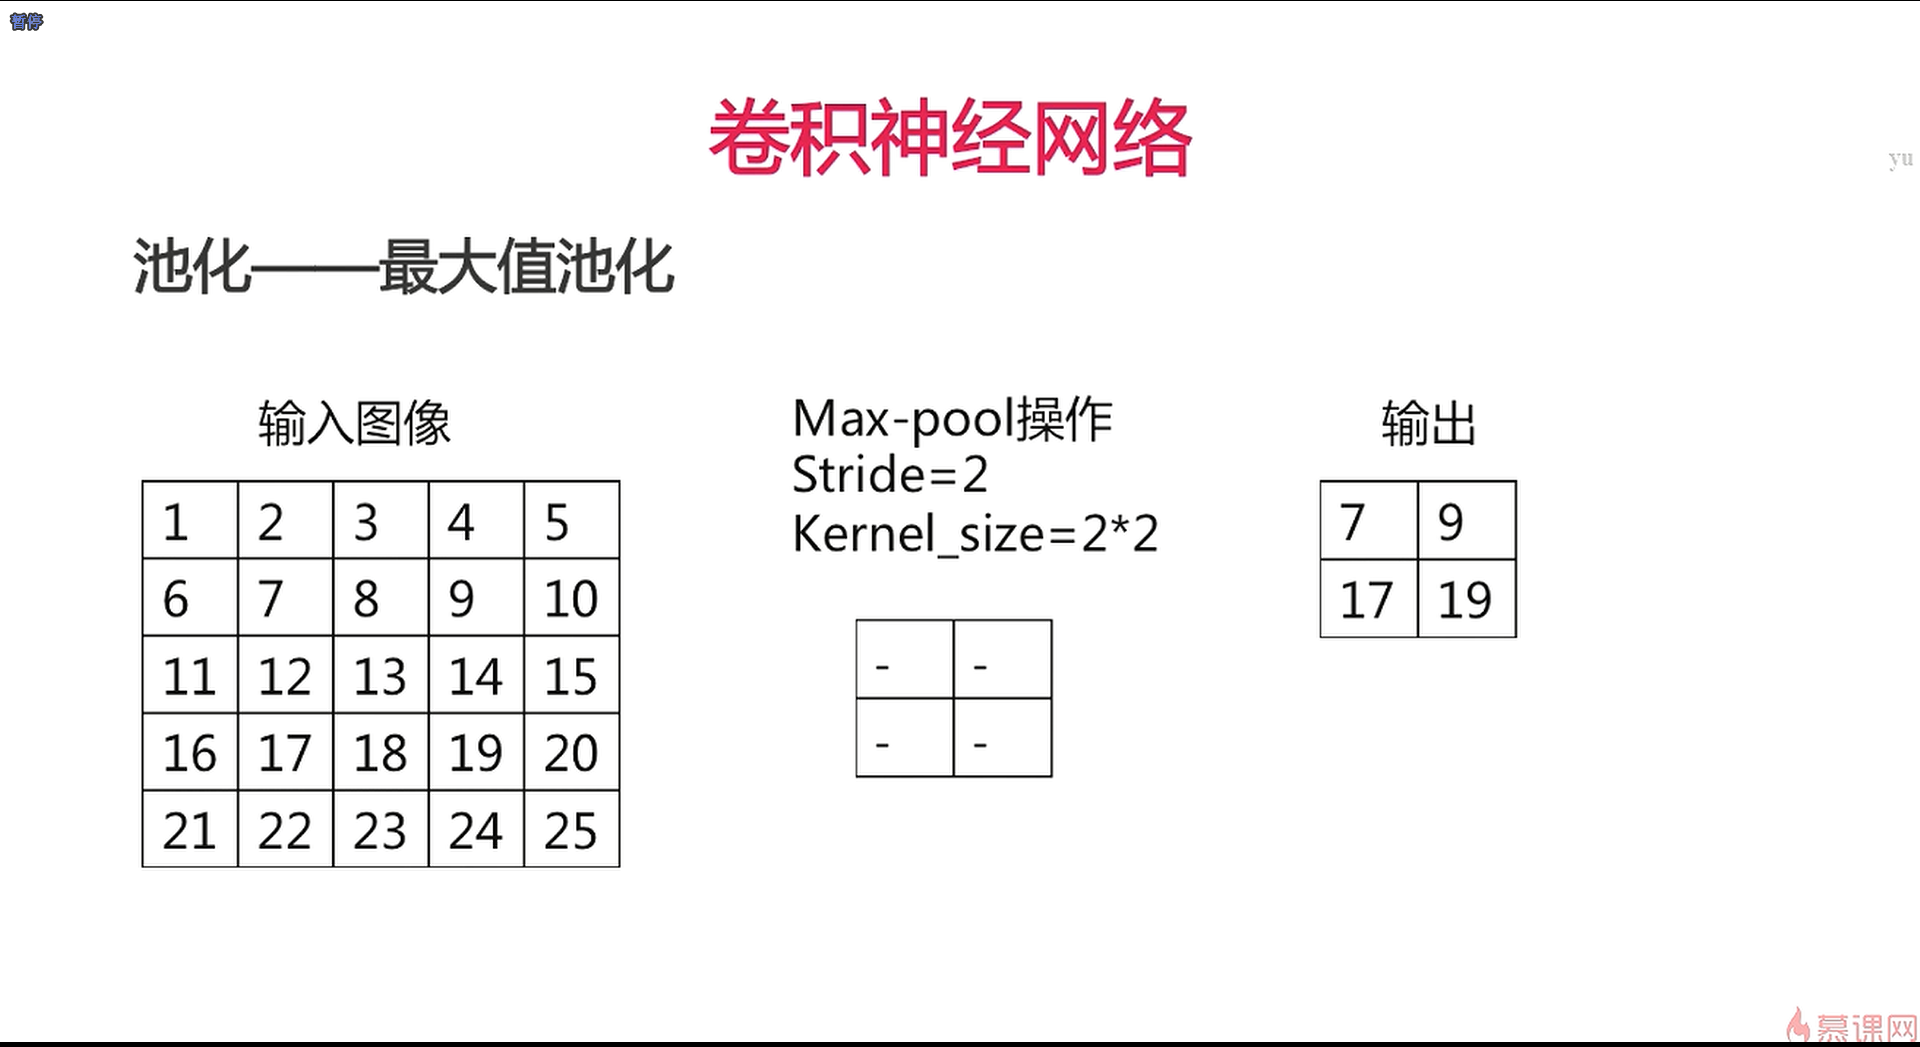 暂停
卷积神经网络
yu
池化——最大值池化
输入图像
1 2 3 4 5
6 7 8 9 10
11 12 13 14 15
16 17 18 19 20
21 22 23 24 25
Max-pool操作
Stride=2
Kernel_size=2*2
- -
- -
输出
7 9
17 19
慕课网